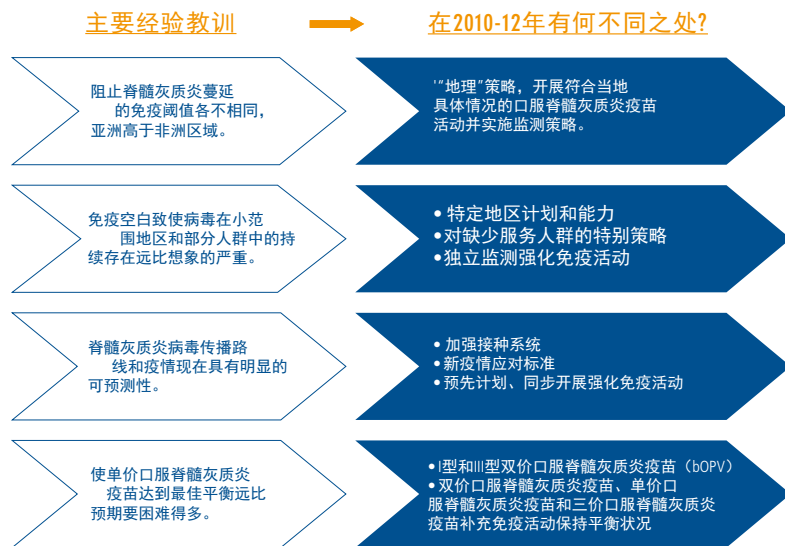 主要经验教训
在2010-12年有何不同之处?
阻止脊髓灰质炎蔓延
的免疫阈值各不相同，
亚洲高于非洲区域。
'“地理”策略，开展符合当地
具体情况的口服脊髓灰质炎疫苗
活动并实施监测策略。
免疫空白致使病毒在小范
围地区和部分人群中的持
续存在远比想象的严重。
• 特定地区计划和能力
• 对缺少服务人群的特别策略
• 独立监测强化免疫活动
脊髓灰质炎病毒传播路
线和疫情现在具有明显的
可预测性。
• 加强接种系统
• 新疫情应对标准
• 预先计划、同步开展强化免疫活动
使单价口服脊髓灰质炎
疫苗达到最佳平衡远比
预期要困难得多。
• I型和III型双价口服脊髓灰质炎疫苗（bOPV）
• 双价口服脊髓灰质炎疫苗、单价口
服脊髓灰质炎疫苗和三价口服脊髓灰质炎
疫苗补充免疫活动保持平衡状况